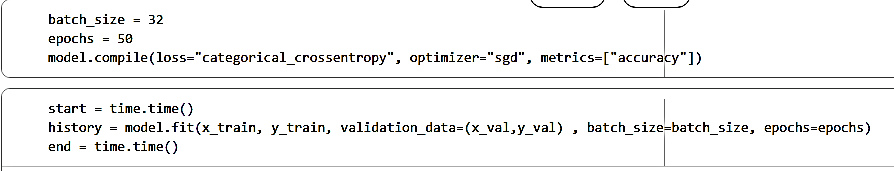 batch_size = 32
epochs = 50
model.compile(loss="categorical_crossentropy", optimizer="sgd", metrics=["accuracy"])
start = time.time()
history = model.fit(x_train, y_train, validation_data=(x_val,y_val) , batch_size=batch_size, epochs=epochs)
end = time.time()